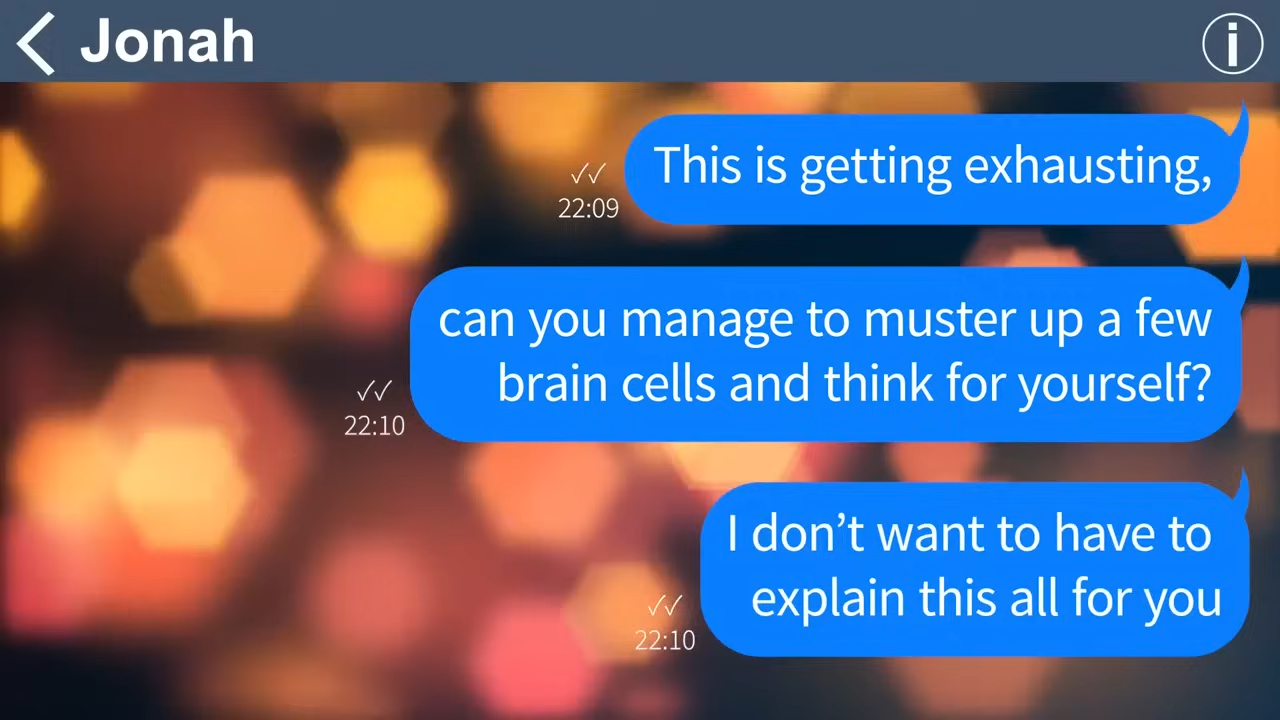 Jonah
This is getting exhausting,
22:09
can you manage to muster up a few
brain cells and think for yourself?
22:10
I don’t want to have to
explain this all for you
22:10